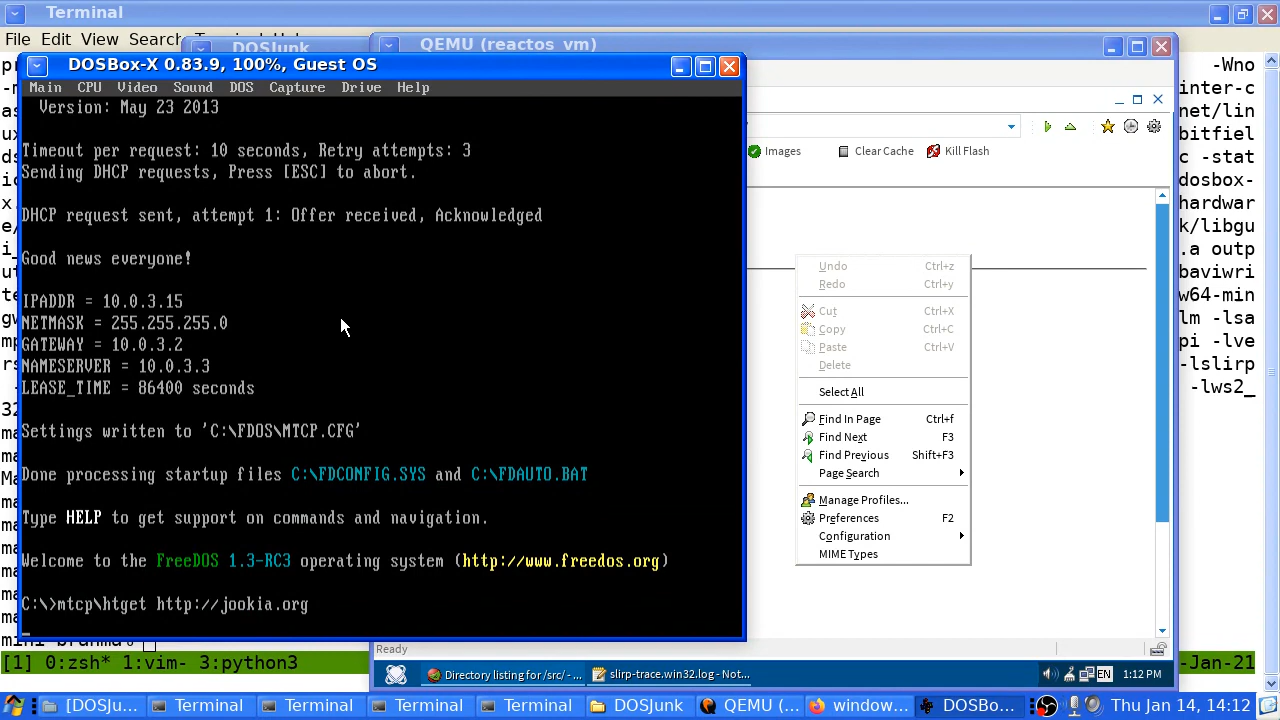 Terminal
File Edit View Search
DOSJunk
QEMU (reactos vm)
DOSBox-X 0.83.9, 100%, Guest OS
Main CPU Video Sound DOS Capture Drive Help
Version: May 23 2013
Timeout per request: 10 seconds, Retry attempts: 3
Sending DHCP requests, Press [ESC] to abort.
DHCP request sent, attempt 1: Offer received, Acknowledged
Good news everyone!
IPADDR = 10.0.3.15
NETMASK = 255.255.255.0
GATEWAY = 10.0.3.2
NAMESERVER = 10.0.3.3
LEASE_TIME = 86400 seconds
Settings written to 'C:\FDOS\MTCP.CFG'
Done processing startup files C:\FDCONFIG.SYS and C:\FDAUTO.BAT
Type HELP to get support on commands and navigation.
Welcome to the FreeDOS 1.3-RC3 operating system (http://www.freedos.org)
C:\>mtcp\htget http://jookia.org
Images Clear Cache Kill Flash
Undo Ctrl+z
Redo Ctrl+y
Cut Ctrl+X
Copy Ctrl+C
Paste Ctrl+V
Delete
Select All
Find In Page Ctrl+f
Find Next F3
Find Previous Shift+F3
Page Search
Manage Profiles...
Preferences F2
Configuration
MIME Types
-Wno
inter-c
net/lin
bitfiel
c -stat
dosbox-
hardwar
k/libgu
.a outp
baviwri
w64-min
lm -lsa
pi -lve
-lslirp
-lws2_
32
Ready
Directory listing for /src/ - ...
slirp-trace.win32.log - Not...
EN
1:12 PM
[1] 0:zsh* 1:vim- 3:python3
-Jan-21
[DOSJu...
Terminal
Terminal
Terminal
Terminal
DOSJunk
QEMU (...
window...
DOSBo...
Thu Jan 14, 14:12